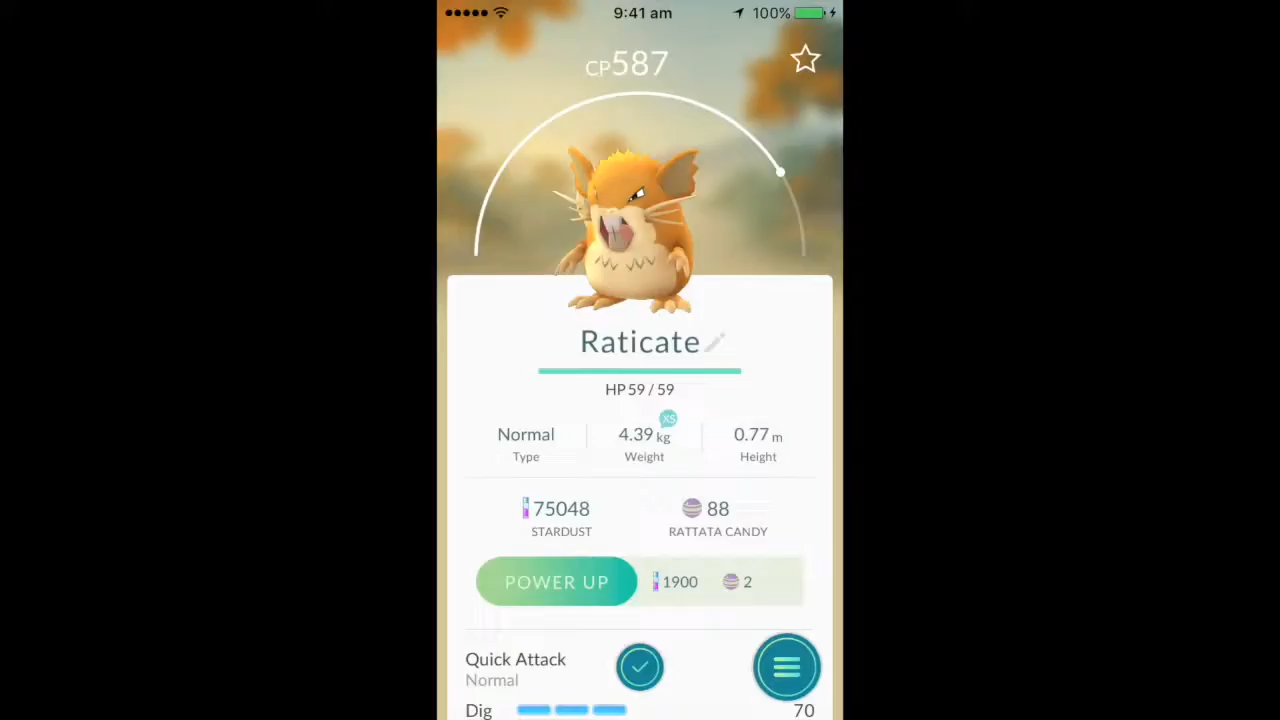 9:41 am 100%
CP587
Raticate
HP 59 / 59
XS
Normal 4.39 kg 0.77 m
Type Weight Height
75048 88
STARDUST RATTATA CANDY
POWER UP 1900 2
Quick Attack
Normal
Dig 70